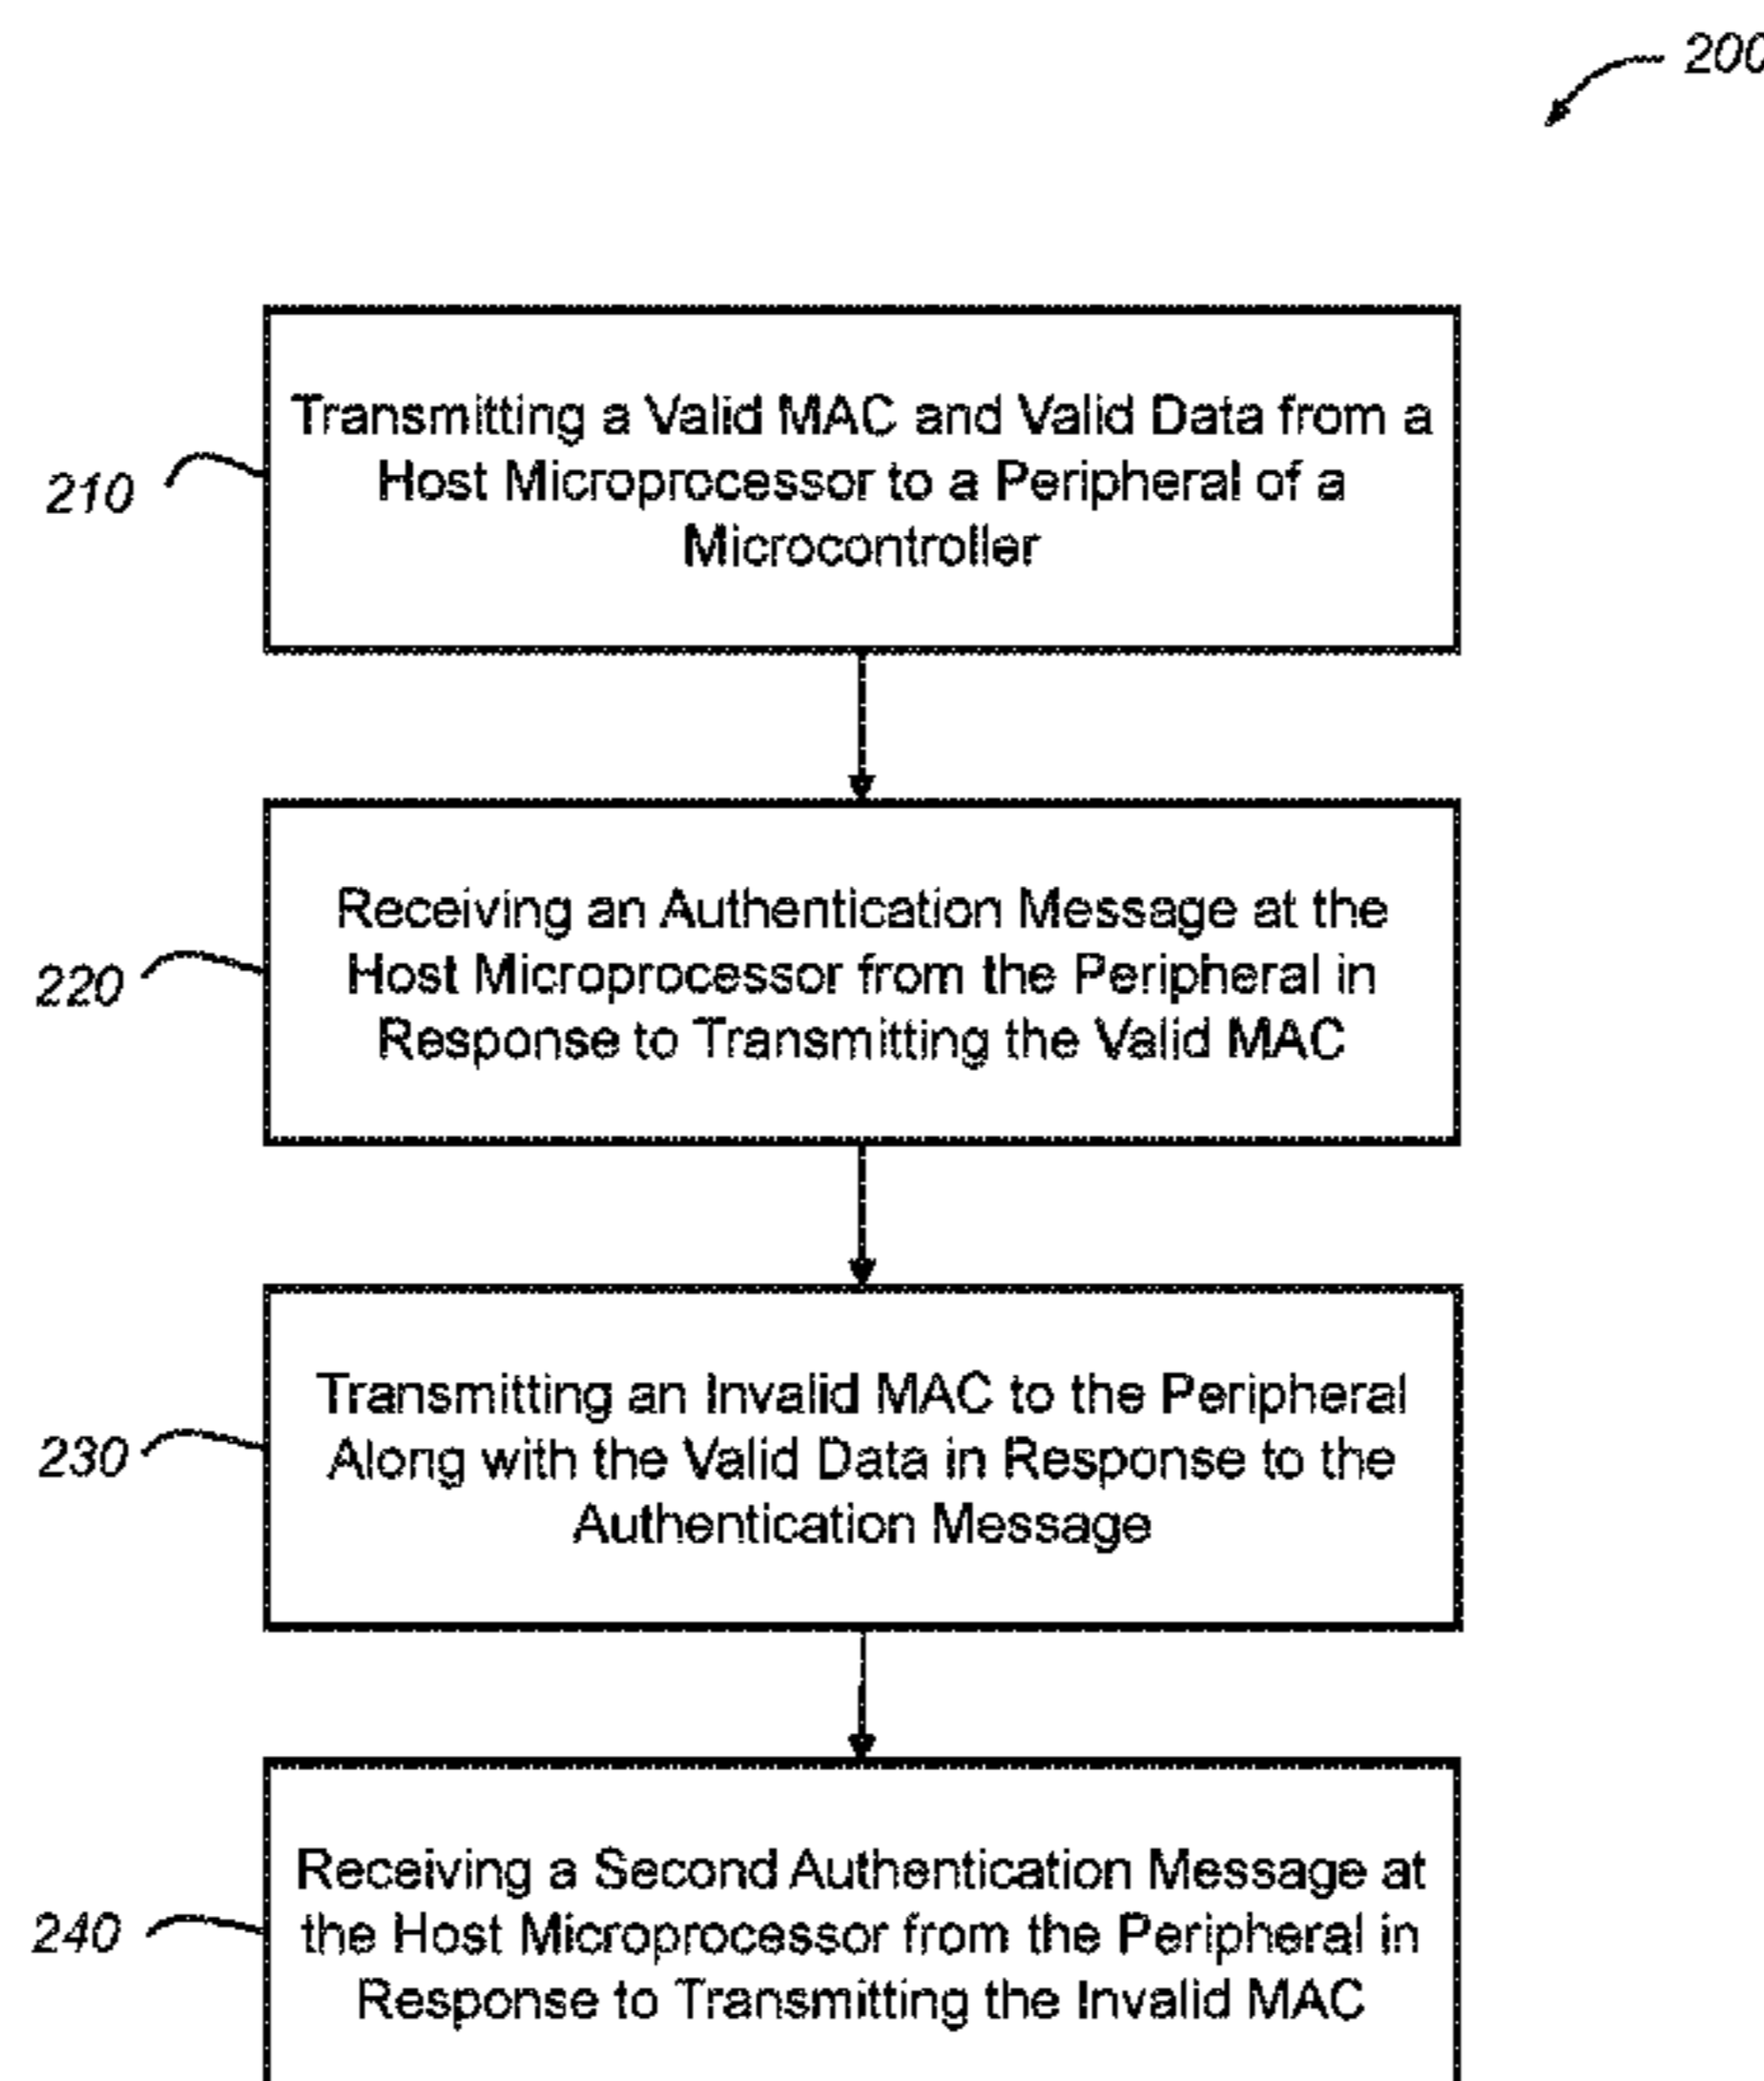 200
Transmitting a Valid MAC and Valid Data from a
Host Microprocessor to a Peripheral of a
Microcontroller
210
Receiving an Authentication Message at the
Host Microprocessor from the Peripheral in
Response to Transmitting the Valid MAC
220
Transmitting an Invalid MAC to the Peripheral
Along with the Valid Data in Response to the
Authentication Message
230
Receiving a Second Authentication Message at
the Host Microprocessor from the Peripheral in
Response to Transmitting the Invalid MAC
240